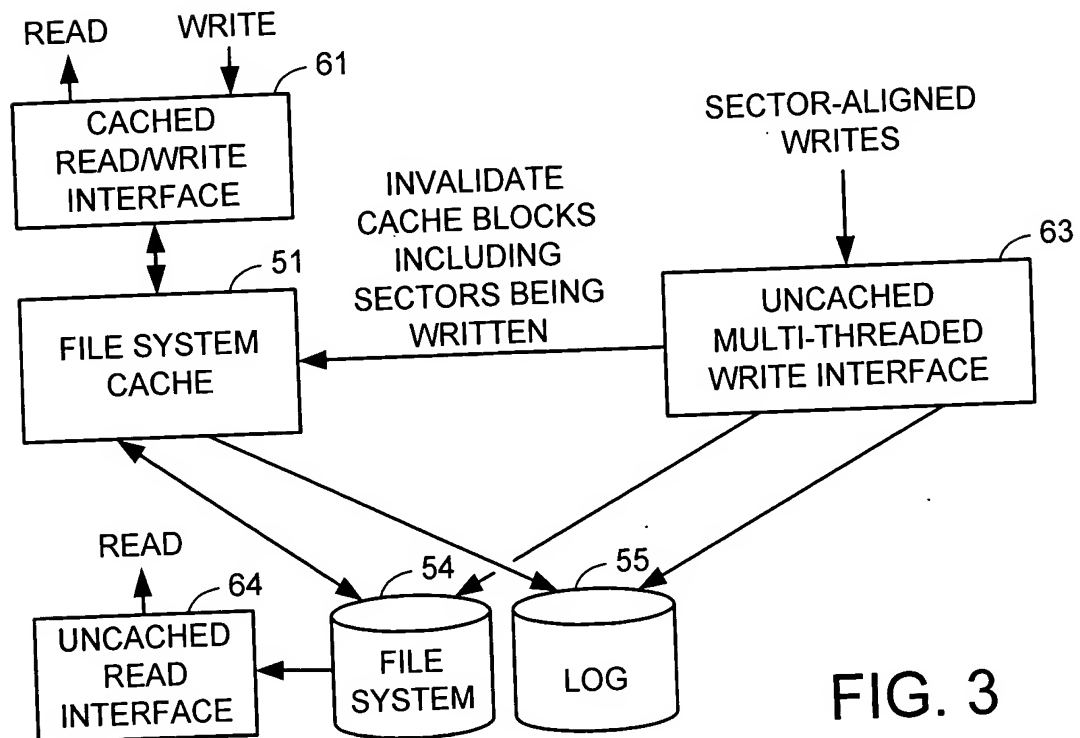 READ
WRITE
61
CACHED
READ/WRITE
INTERFACE
SECTOR-ALIGNED
WRITES
INVALIDATE
CACHE BLOCKS
INCLUDING
SECTORS BEING
WRITTEN
51
FILE SYSTEM
CACHE
63
UNCACHED
MULTI-THREADED
WRITE INTERFACE
READ
64
UNCACHED
READ
INTERFACE
54
FILE
SYSTEM
55
LOG
FIG. 3